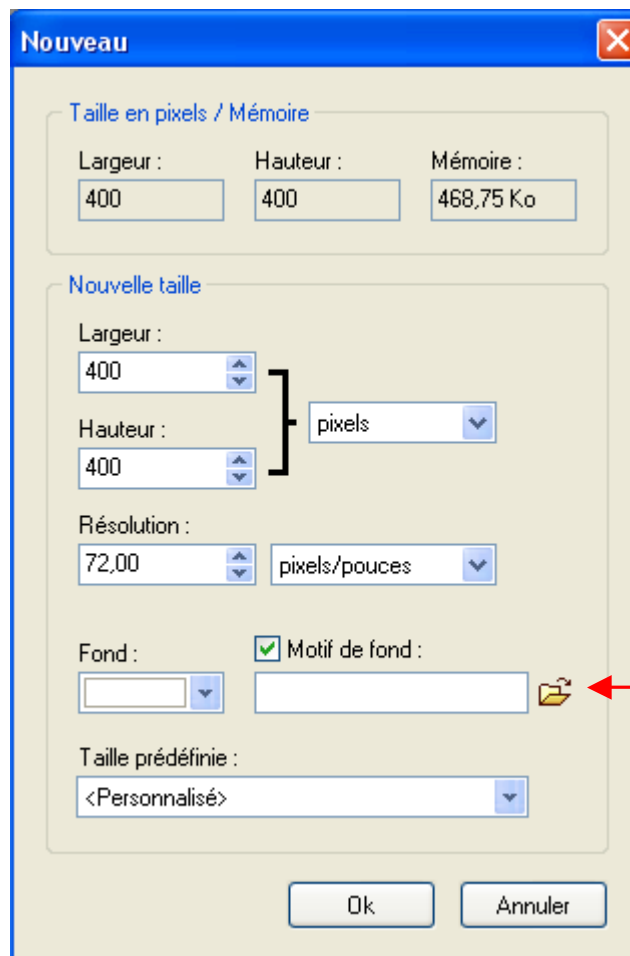 Nouveau
Taille en pixels / Mémoire
Largeur : Hauteur : Mémoire :
400 400 468,75 Ko
Nouvelle taille
Largeur :
400
pixels
Hauteur :
400
Résolution :
72,00 pixels/pouces
Fond : Motif de fond :
Taille prédéfinie :
<Personnalisé>
Ok Annuler